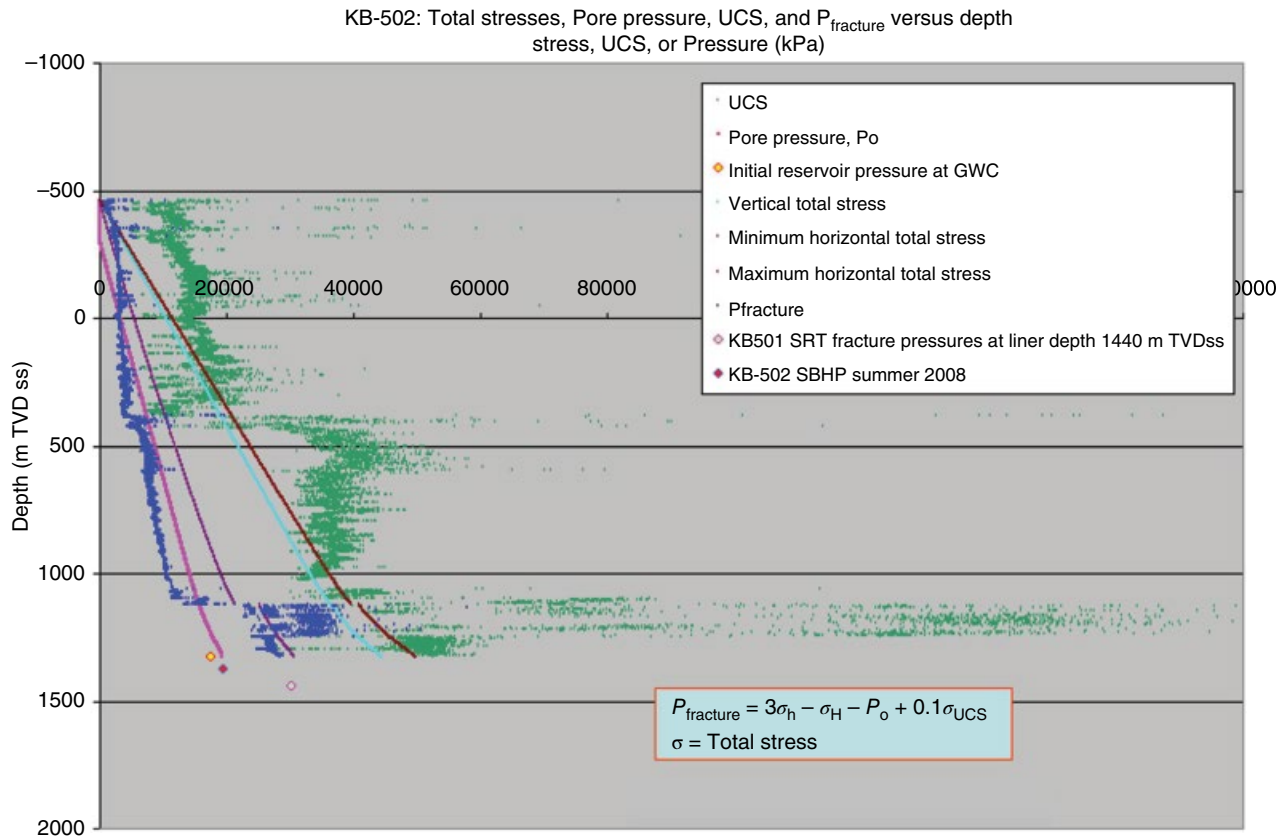 KB-502: Total stresses, Pore pressure, UCS, and Pfracture versus depth
stress, UCS, or Pressure (kPa)
−1000
−500
0 20000 40000 60000 80000 0000
0
500
1000
1500
2000
Depth (m TVD ss)
UCS
Pore pressure, Po
Initial reservoir pressure at GWC
Vertical total stress
Minimum horizontal total stress
Maximum horizontal total stress
Pfracture
KB501 SRT fracture pressures at liner depth 1440 m TVDss
KB-502 SBHP summer 2008
Pfracture = 3σh − σH − Po + 0.1σUCS
σ = Total stress